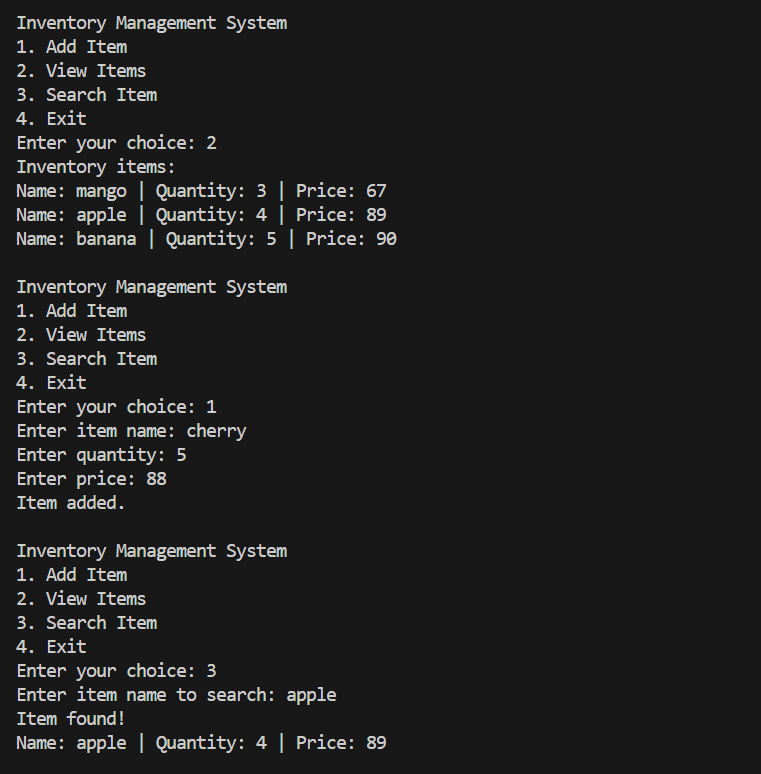 Inventory Management System
1. Add Item
2. View Items
3. Search Item
4. Exit
Enter your choice: 2
Inventory items:
Name: mango | Quantity: 3 | Price: 67
Name: apple | Quantity: 4 | Price: 89
Name: banana | Quantity: 5 | Price: 90
Inventory Management System
1. Add Item
2. View Items
3. Search Item
4. Exit
Enter your choice: 1
Enter item name: cherry
Enter quantity: 5
Enter price: 88
Item added.
Inventory Management System
1. Add Item
2. View Items
3. Search Item
4. Exit
Enter your choice: 3
Enter item name to search: apple
Item found!
Name: apple | Quantity: 4 | Price: 89